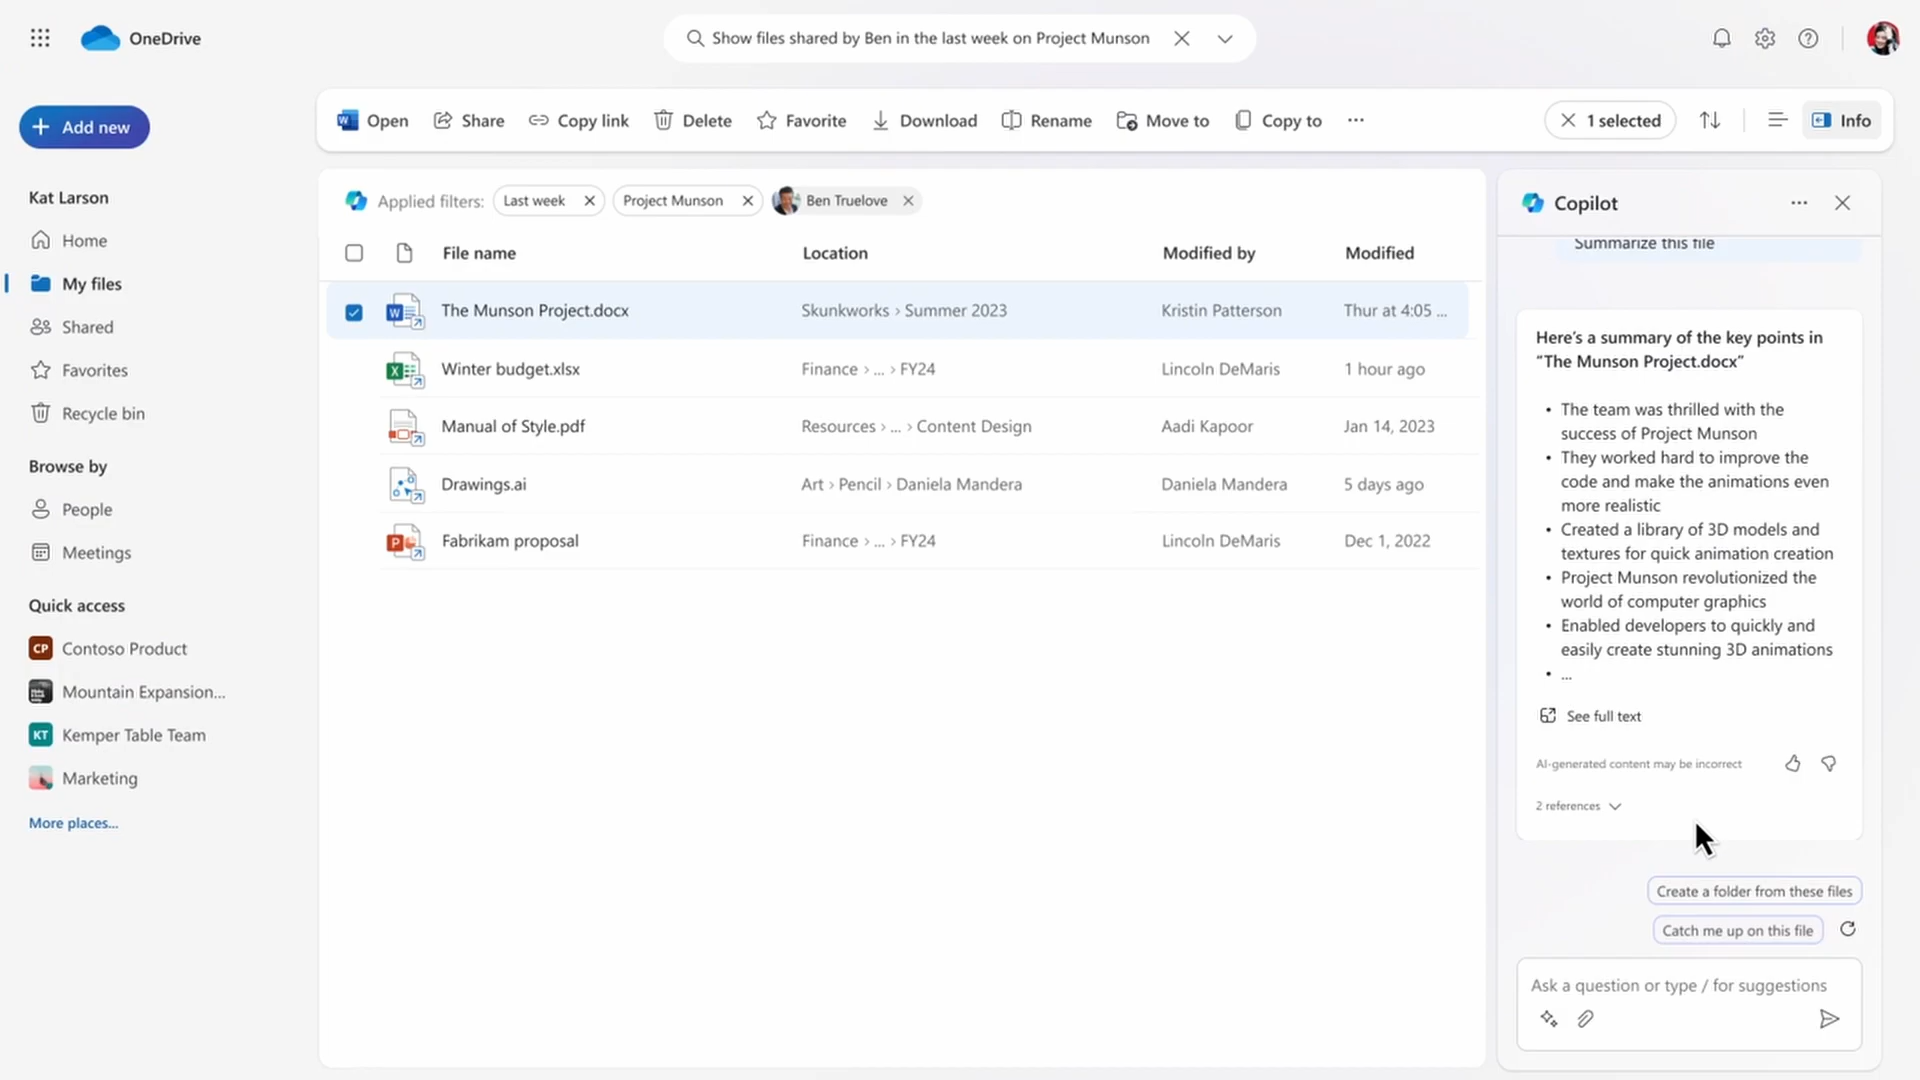 OneDrive
Show files shared by Ben in the last week on Project Munson
Add new
Open
Share
Copy link
Delete
Favorite
Download
Rename
Move to
Copy to
...
1 selected
Info
Kat Larson
Home
My files
Shared
Favorites
Recycle bin
Browse by
People
Meetings
Quick access
CP Contoso Product
Mountain Expansion...
KT Kemper Table Team
Marketing
More places...
Applied filters: Last week Project Munson Ben Truelove
File name Location Modified by Modified
The Munson Project.docx Skunkworks › Summer 2023 Kristin Patterson Thur at 4:05 ...
Winter budget.xlsx Finance › ... › FY24 Lincoln DeMaris 1 hour ago
Manual of Style.pdf Resources › ... › Content Design Aadi Kapoor Jan 14, 2023
Drawings.ai Art › Pencil › Daniela Mandera Daniela Mandera 5 days ago
Fabrikam proposal Finance › ... › FY24 Lincoln DeMaris Dec 1, 2022
Copilot
Summarize this file
Here’s a summary of the key points in
“The Munson Project.docx”
• The team was thrilled with the
success of Project Munson
• They worked hard to improve the
code and make the animations even
more realistic
• Created a library of 3D models and
textures for quick animation creation
• Project Munson revolutionized the
world of computer graphics
• Enabled developers to quickly and
easily create stunning 3D animations
• ...
See full text
AI-generated content may be incorrect
2 references
Create a folder from these files
Catch me up on this file
Ask a question or type / for suggestions